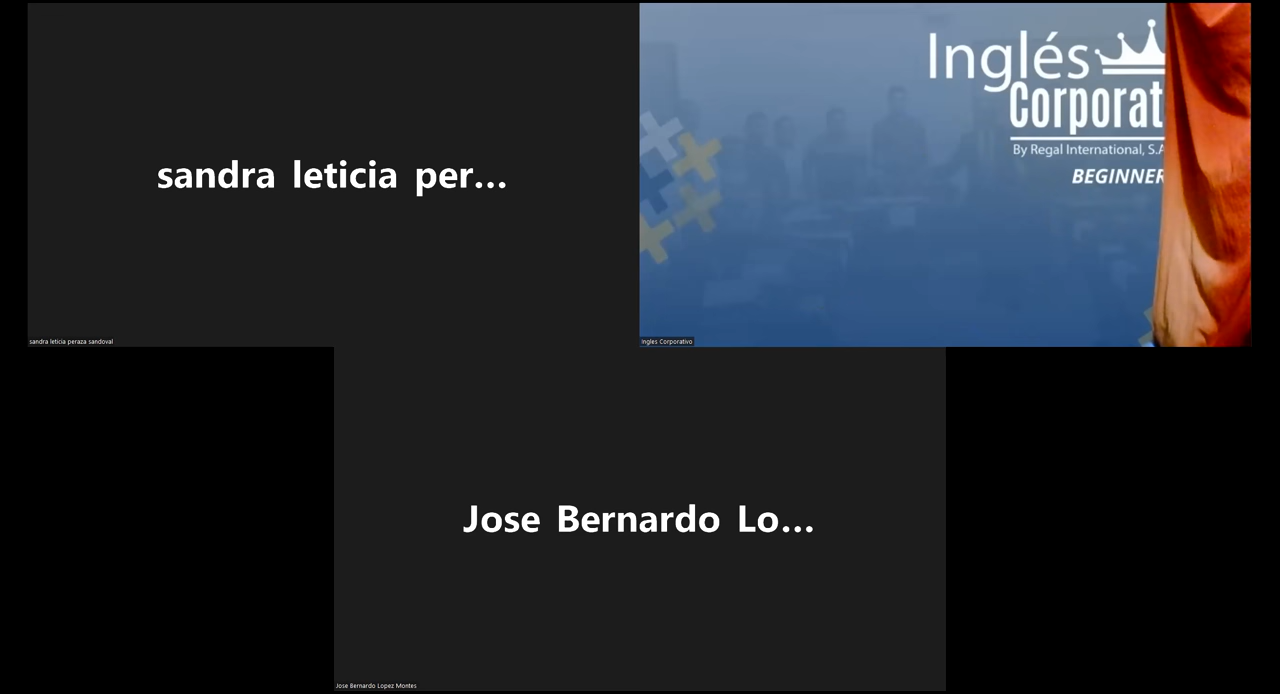 sandra leticia per...
sandra leticia peraza sandoval
Inglés
Corporat
By Regal International, S.A
BEGINNER
Ingles Corporativo
Jose Bernardo Lo...
Jose Bernardo Lopez Montes